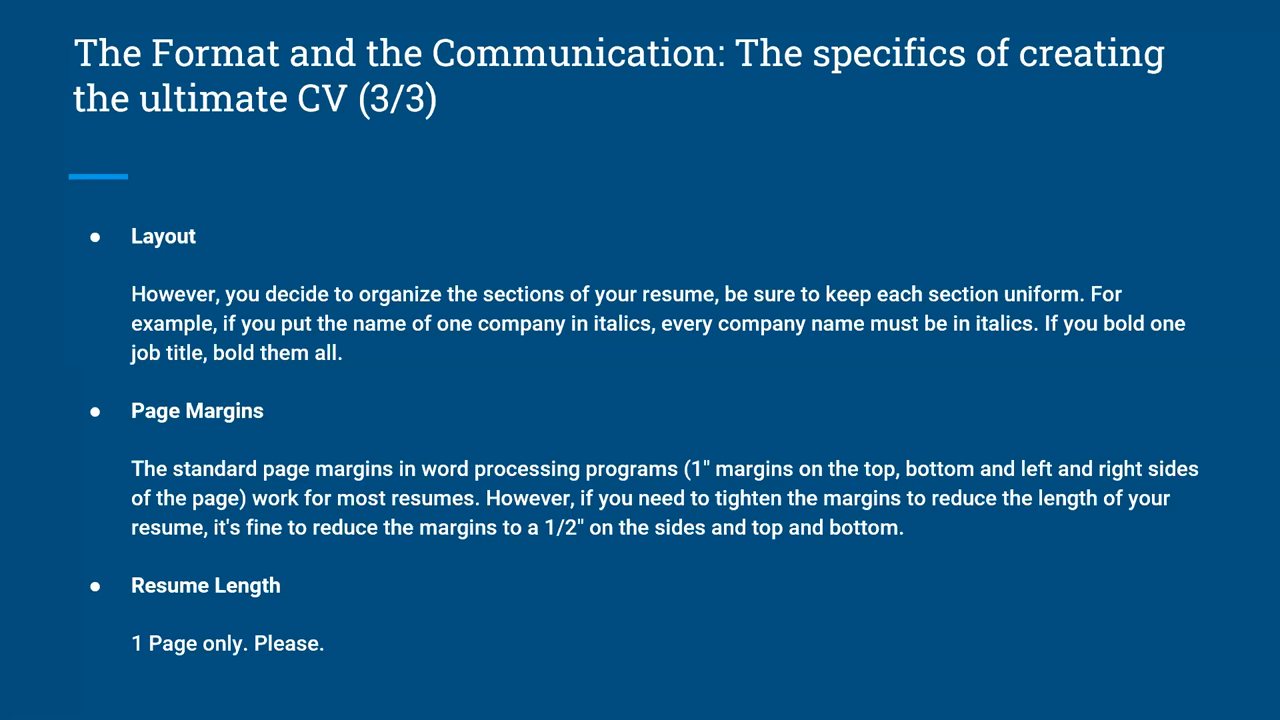 The Format and the Communication: The specifics of creating
the ultimate CV (3/3)
● Layout
However, you decide to organize the sections of your resume, be sure to keep each section uniform. For
example, if you put the name of one company in italics, every company name must be in italics. If you bold one
job title, bold them all.
● Page Margins
The standard page margins in word processing programs (1" margins on the top, bottom and left and right sides
of the page) work for most resumes. However, if you need to tighten the margins to reduce the length of your
resume, it's fine to reduce the margins to a 1/2" on the sides and top and bottom.
● Resume Length
1 Page only. Please.